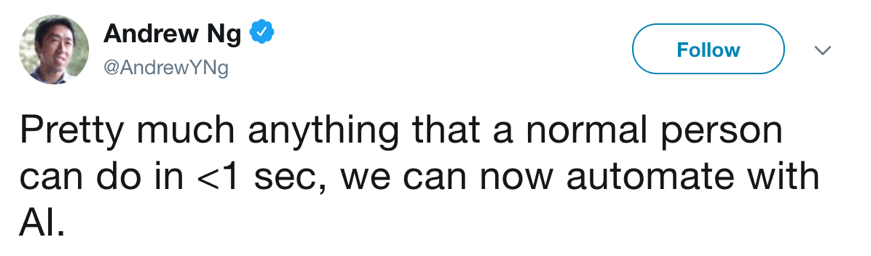 Andrew Ng
@AndrewYNg
Follow
Pretty much anything that a normal person
can do in <1 sec, we can now automate with
AI.